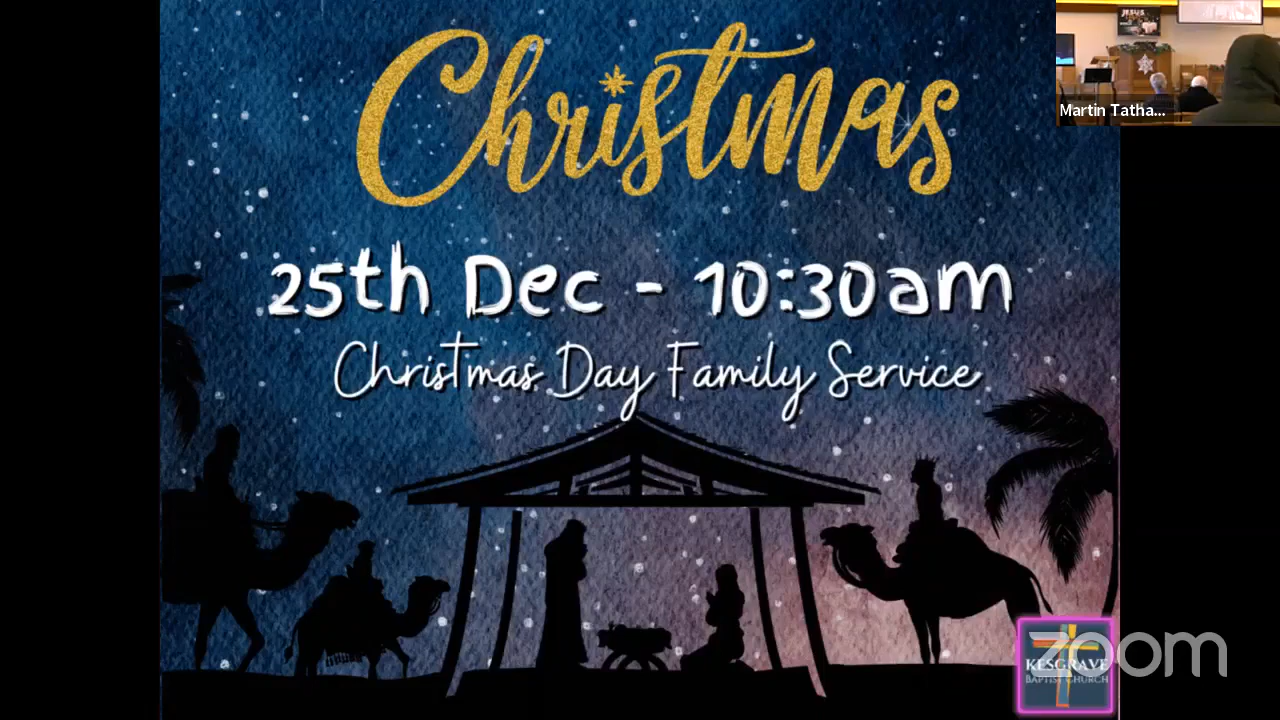 Christmas
25th Dec - 10:30am
Christmas Day Family Service
JESUS
Martin Tatha...
zoom
KESGRAVE
BAPTIST CHURCH